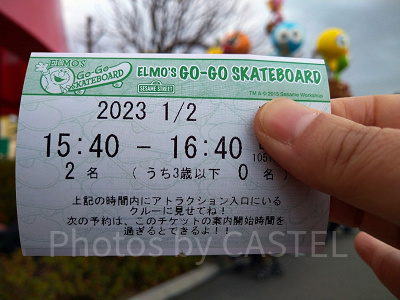 ELMO'S
GO-GO
SKATEBOARD
ELMO'S GO-GO SKATEBOARD
SESAME STREET
TM & © 2015 Sesame Workshop
2023 1/2
15:40 - 16:40
1051
2 名 ( うち3歳以下 0 名)
上記の時間内にアトラクション入口にいる
クルーに見せてね!
次の予約は、このチケットの案内開始時間を
過ぎるとできるよ!!
Photos by CASTEL